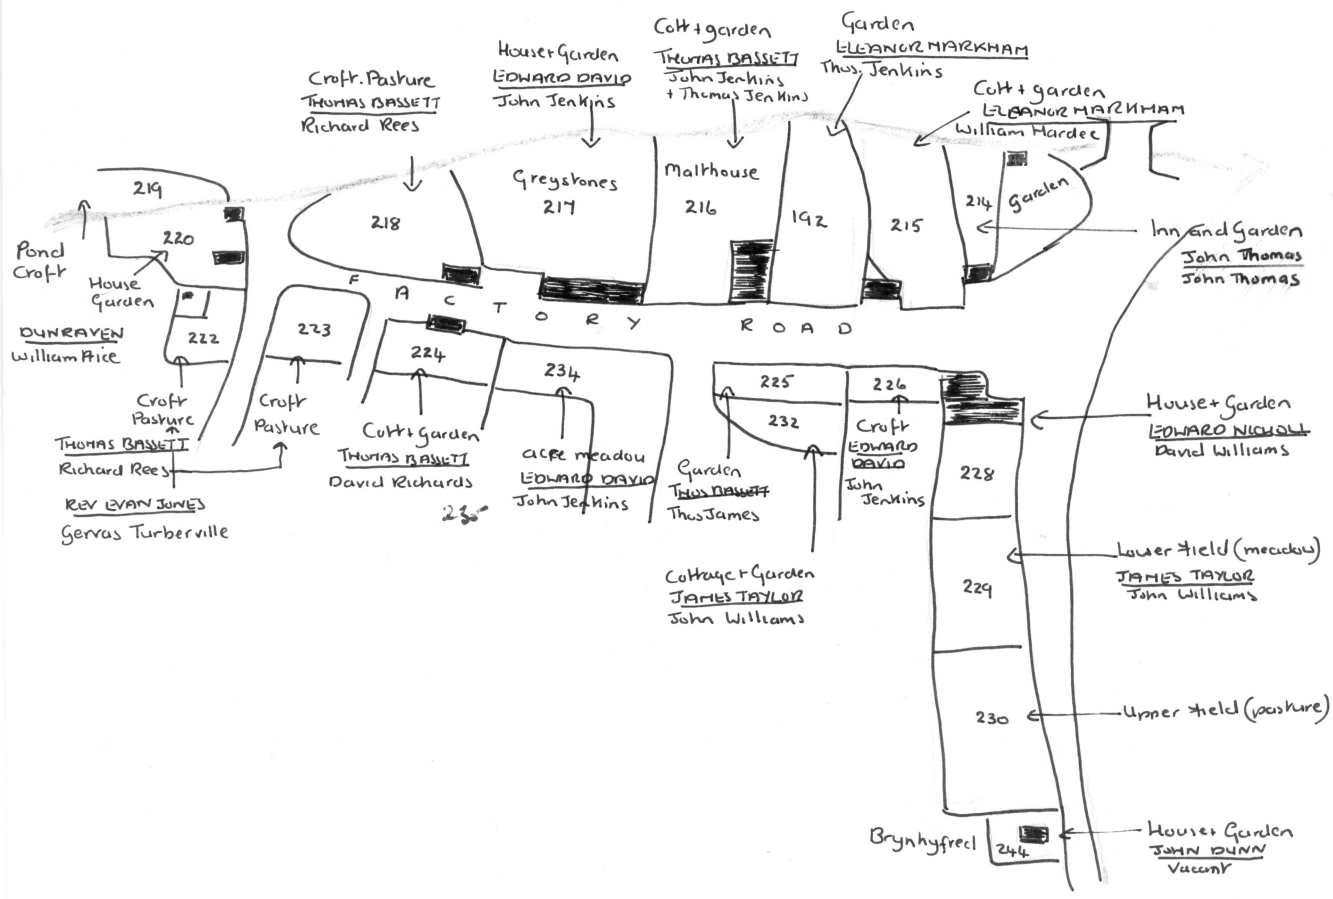 Garden
ELEANOR MARKHAM
Thos. Jenkins
Cott + garden
THOMAS BASSETT
John Jenkins
+ Thomas Jenkins
House + Garden
EDWARD DAVID
John Jenkins
Croft. Pasture
THOMAS BASSETT
Richard Rees
Cott + garden
ELEANOR MARKHAM
William Hardee
219
220
Pond
Croft
House
Garden
DUNRAVEN
William Price
222
218
Greystones
217
Malthouse
216
192
215
214
Garden
Inn and Garden
John Thomas
John Thomas
FACTORY ROAD
223
224
234
225
232
226
Croft
Pasture
THOMAS BASSETT
Richard Rees
REV EVAN JONES
Gervas Turberville
Croft
Pasture
Cott + Garden
THOMAS BASSETT
David Richards
235
acre meadow
EDWARD DAVID
John Jenkins
Garden
THOS BASSETT
Thos James
Croft
EDWARD
DAVID
John
Jenkins
Cottage + Garden
JAMES TAYLOR
John Williams
House + Garden
EDWARD NICHOLL
David Williams
228
229
Lower Field (meadow)
JAMES TAYLOR
John Williams
230
Upper Field (pasture)
Brynhyfred
244
House + Garden
JOHN DUNN
Vacant